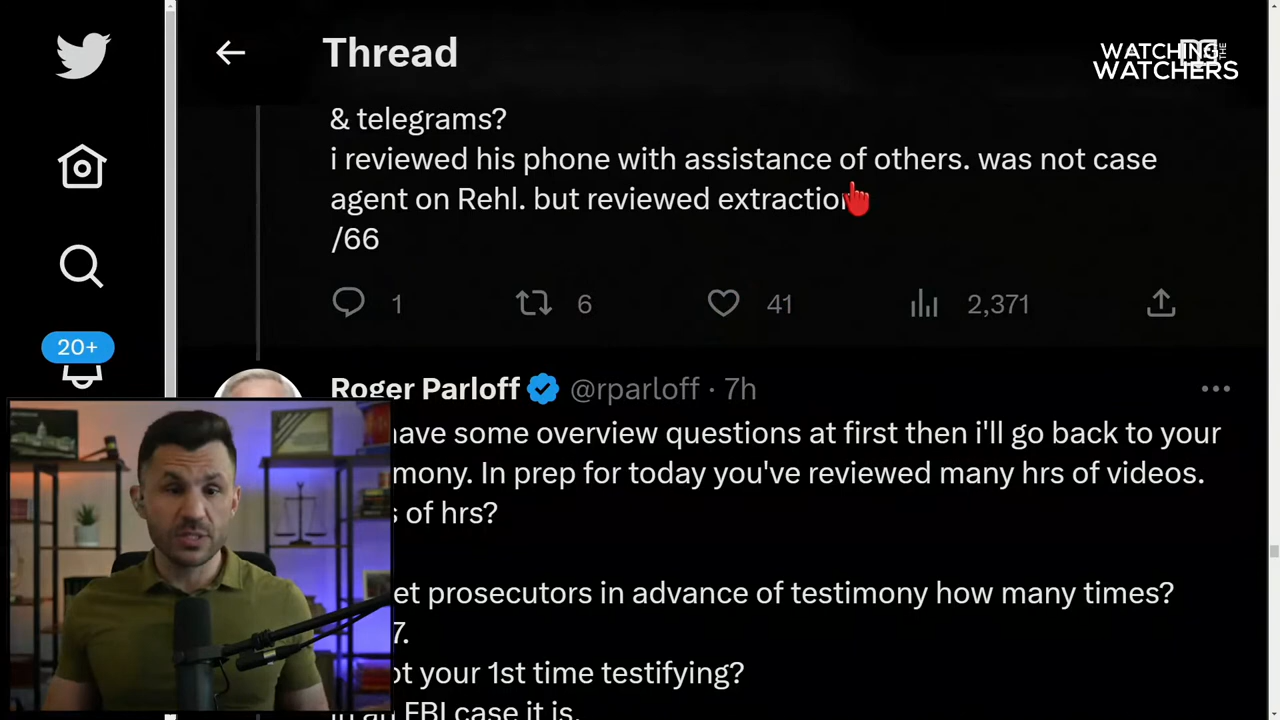 Thread
WATCHING THE
WATCHERS
& telegrams?
i reviewed his phone with assistance of others. was not case
agent on Rehl. but reviewed extraction
/66
1
6
41
2,371
20+
Roger Parloff @rparloff · 7h
have some overview questions at first then i'll go back to your
mony. In prep for today you've reviewed many hrs of videos.
s of hrs?
et prosecutors in advance of testimony how many times?
7.
ot your 1st time testifying?
in an FBI case it is.